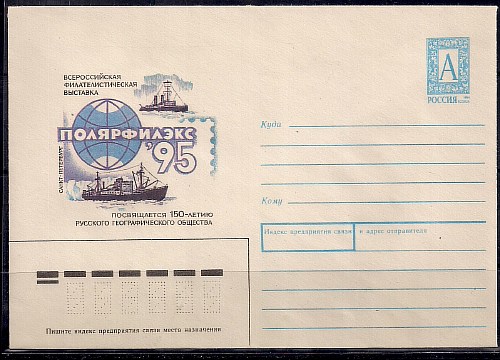 ВСЕРОССИЙСКАЯ
ФИЛАТЕЛИСТИЧЕСКАЯ
ВЫСТАВКА
ПОЛЯРФИЛЭКС
'95
САНКТ-ПЕТЕРБУРГ
ПОСВЯЩАЕТСЯ 150-ЛЕТИЮ
РУССКОГО ГЕОГРАФИЧЕСКОГО ОБЩЕСТВА
А
РОССИЯ
Куда
Кому
Индекс предприятия связи и адрес отправителя
Пишите индекс предприятия связи место назначения